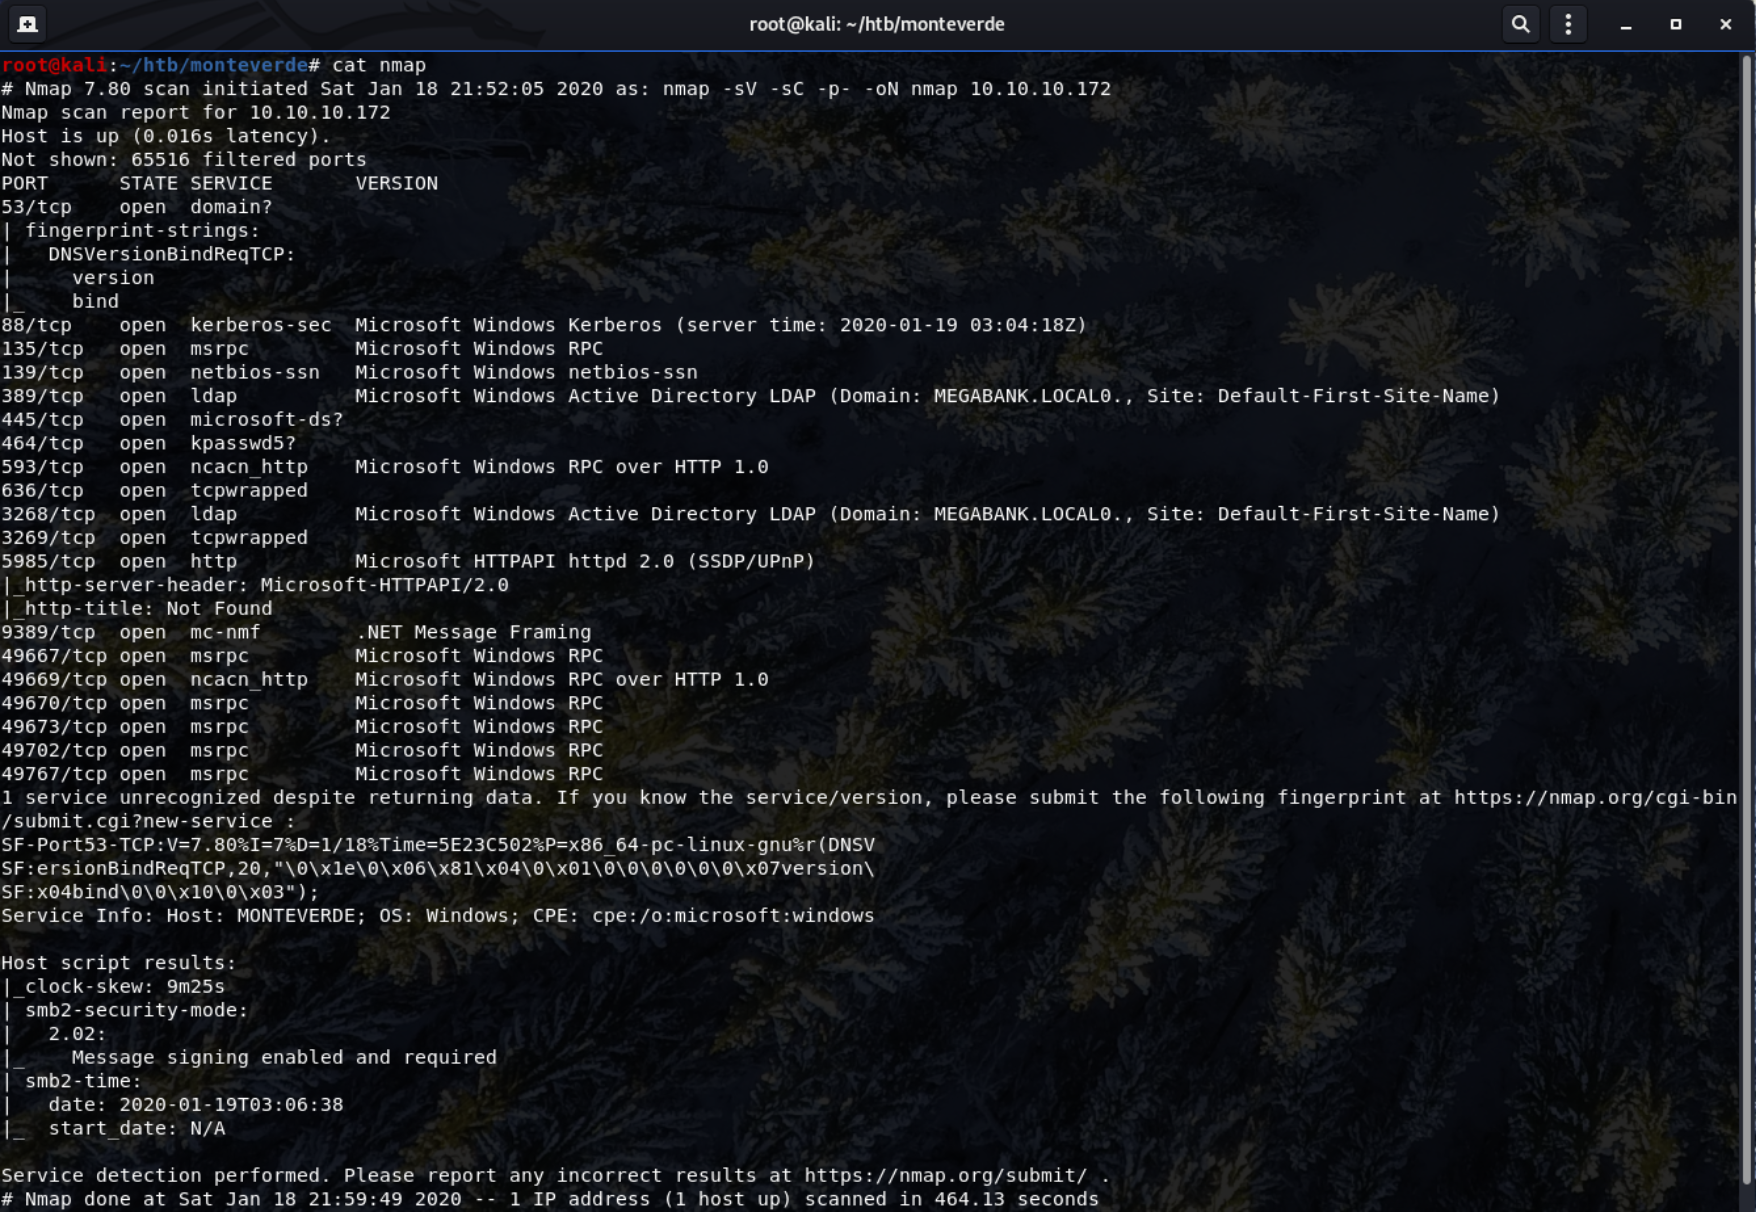 root@kali: ~/htb/monteverde
root@kali:~/htb/monteverde# cat nmap
# Nmap 7.80 scan initiated Sat Jan 18 21:52:05 2020 as: nmap -sV -sC -p- -oN nmap 10.10.10.172
Nmap scan report for 10.10.10.172
Host is up (0.016s latency).
Not shown: 65516 filtered ports
PORT      STATE SERVICE       VERSION
53/tcp    open  domain?
| fingerprint-strings:
|   DNSVersionBindReqTCP:
|     version
|_    bind
88/tcp    open  kerberos-sec  Microsoft Windows Kerberos (server time: 2020-01-19 03:04:18Z)
135/tcp   open  msrpc         Microsoft Windows RPC
139/tcp   open  netbios-ssn   Microsoft Windows netbios-ssn
389/tcp   open  ldap          Microsoft Windows Active Directory LDAP (Domain: MEGABANK.LOCAL0., Site: Default-First-Site-Name)
445/tcp   open  microsoft-ds?
464/tcp   open  kpasswd5?
593/tcp   open  ncacn_http    Microsoft Windows RPC over HTTP 1.0
636/tcp   open  tcpwrapped
3268/tcp  open  ldap          Microsoft Windows Active Directory LDAP (Domain: MEGABANK.LOCAL0., Site: Default-First-Site-Name)
3269/tcp  open  tcpwrapped
5985/tcp  open  http          Microsoft HTTPAPI httpd 2.0 (SSDP/UPnP)
|_http-server-header: Microsoft-HTTPAPI/2.0
|_http-title: Not Found
9389/tcp  open  mc-nmf        .NET Message Framing
49667/tcp open  msrpc         Microsoft Windows RPC
49669/tcp open  ncacn_http    Microsoft Windows RPC over HTTP 1.0
49670/tcp open  msrpc         Microsoft Windows RPC
49673/tcp open  msrpc         Microsoft Windows RPC
49702/tcp open  msrpc         Microsoft Windows RPC
49767/tcp open  msrpc         Microsoft Windows RPC
1 service unrecognized despite returning data. If you know the service/version, please submit the following fingerprint at https://nmap.org/cgi-bin
/submit.cgi?new-service :
SF-Port53-TCP:V=7.80%I=7%D=1/18%Time=5E23C502%P=x86_64-pc-linux-gnu%r(DNSV
SF:ersionBindReqTCP,20,"\0\x1e\0\x06\x81\x04\0\x01\0\0\0\0\0\0\x07version\
SF:x04bind\0\0\x10\0\x03");
Service Info: Host: MONTEVERDE; OS: Windows; CPE: cpe:/o:microsoft:windows
Host script results:
|_clock-skew: 9m25s
| smb2-security-mode:
|   2.02:
|_    Message signing enabled and required
| smb2-time:
|   date: 2020-01-19T03:06:38
|_  start_date: N/A
Service detection performed. Please report any incorrect results at https://nmap.org/submit/ .
# Nmap done at Sat Jan 18 21:59:49 2020 -- 1 IP address (1 host up) scanned in 464.13 seconds